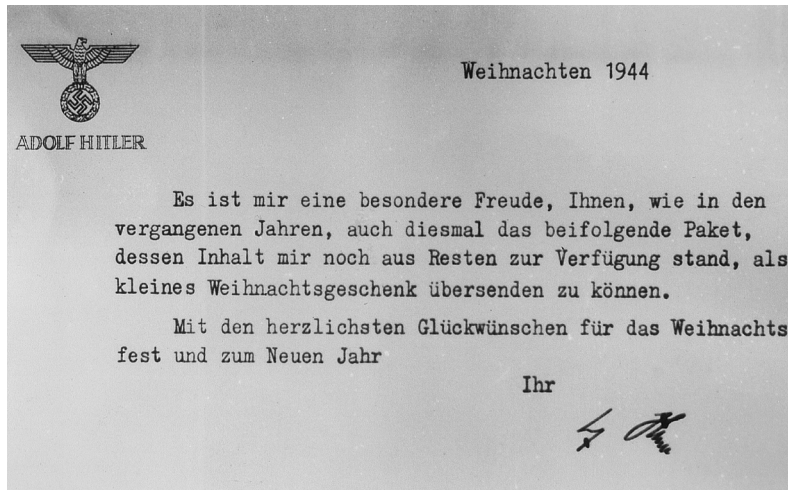 Weihnachten 1944
ADOLF HITLER
Es ist mir eine besondere Freude, Ihnen, wie in den
vergangenen Jahren, auch diesmal das beifolgende Paket,
dessen Inhalt mir noch aus Resten zur Verfügung stand, als
kleines Weihnachtsgeschenk übersenden zu können.
Mit den herzlichsten Glückwünschen für das Weihnachts
fest und zum Neuen Jahr
Ihr